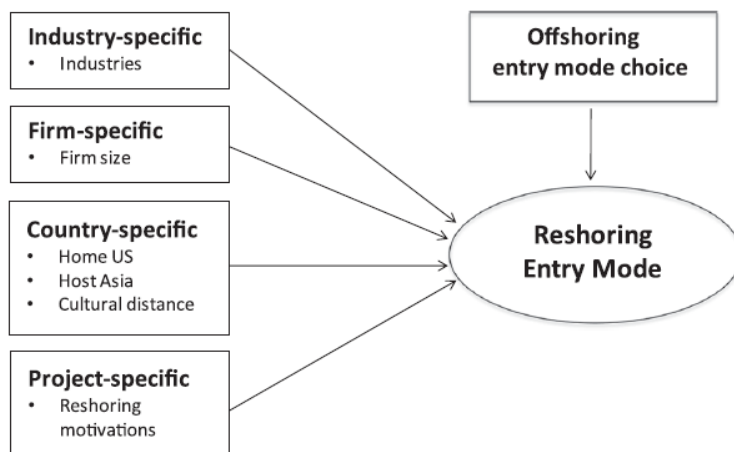 Industry-specific
• Industries
Firm-specific
• Firm size
Country-specific
• Home US
• Host Asia
• Cultural distance
Project-specific
• Reshoring
motivations
Offshoring
entry mode choice
Reshoring
Entry Mode